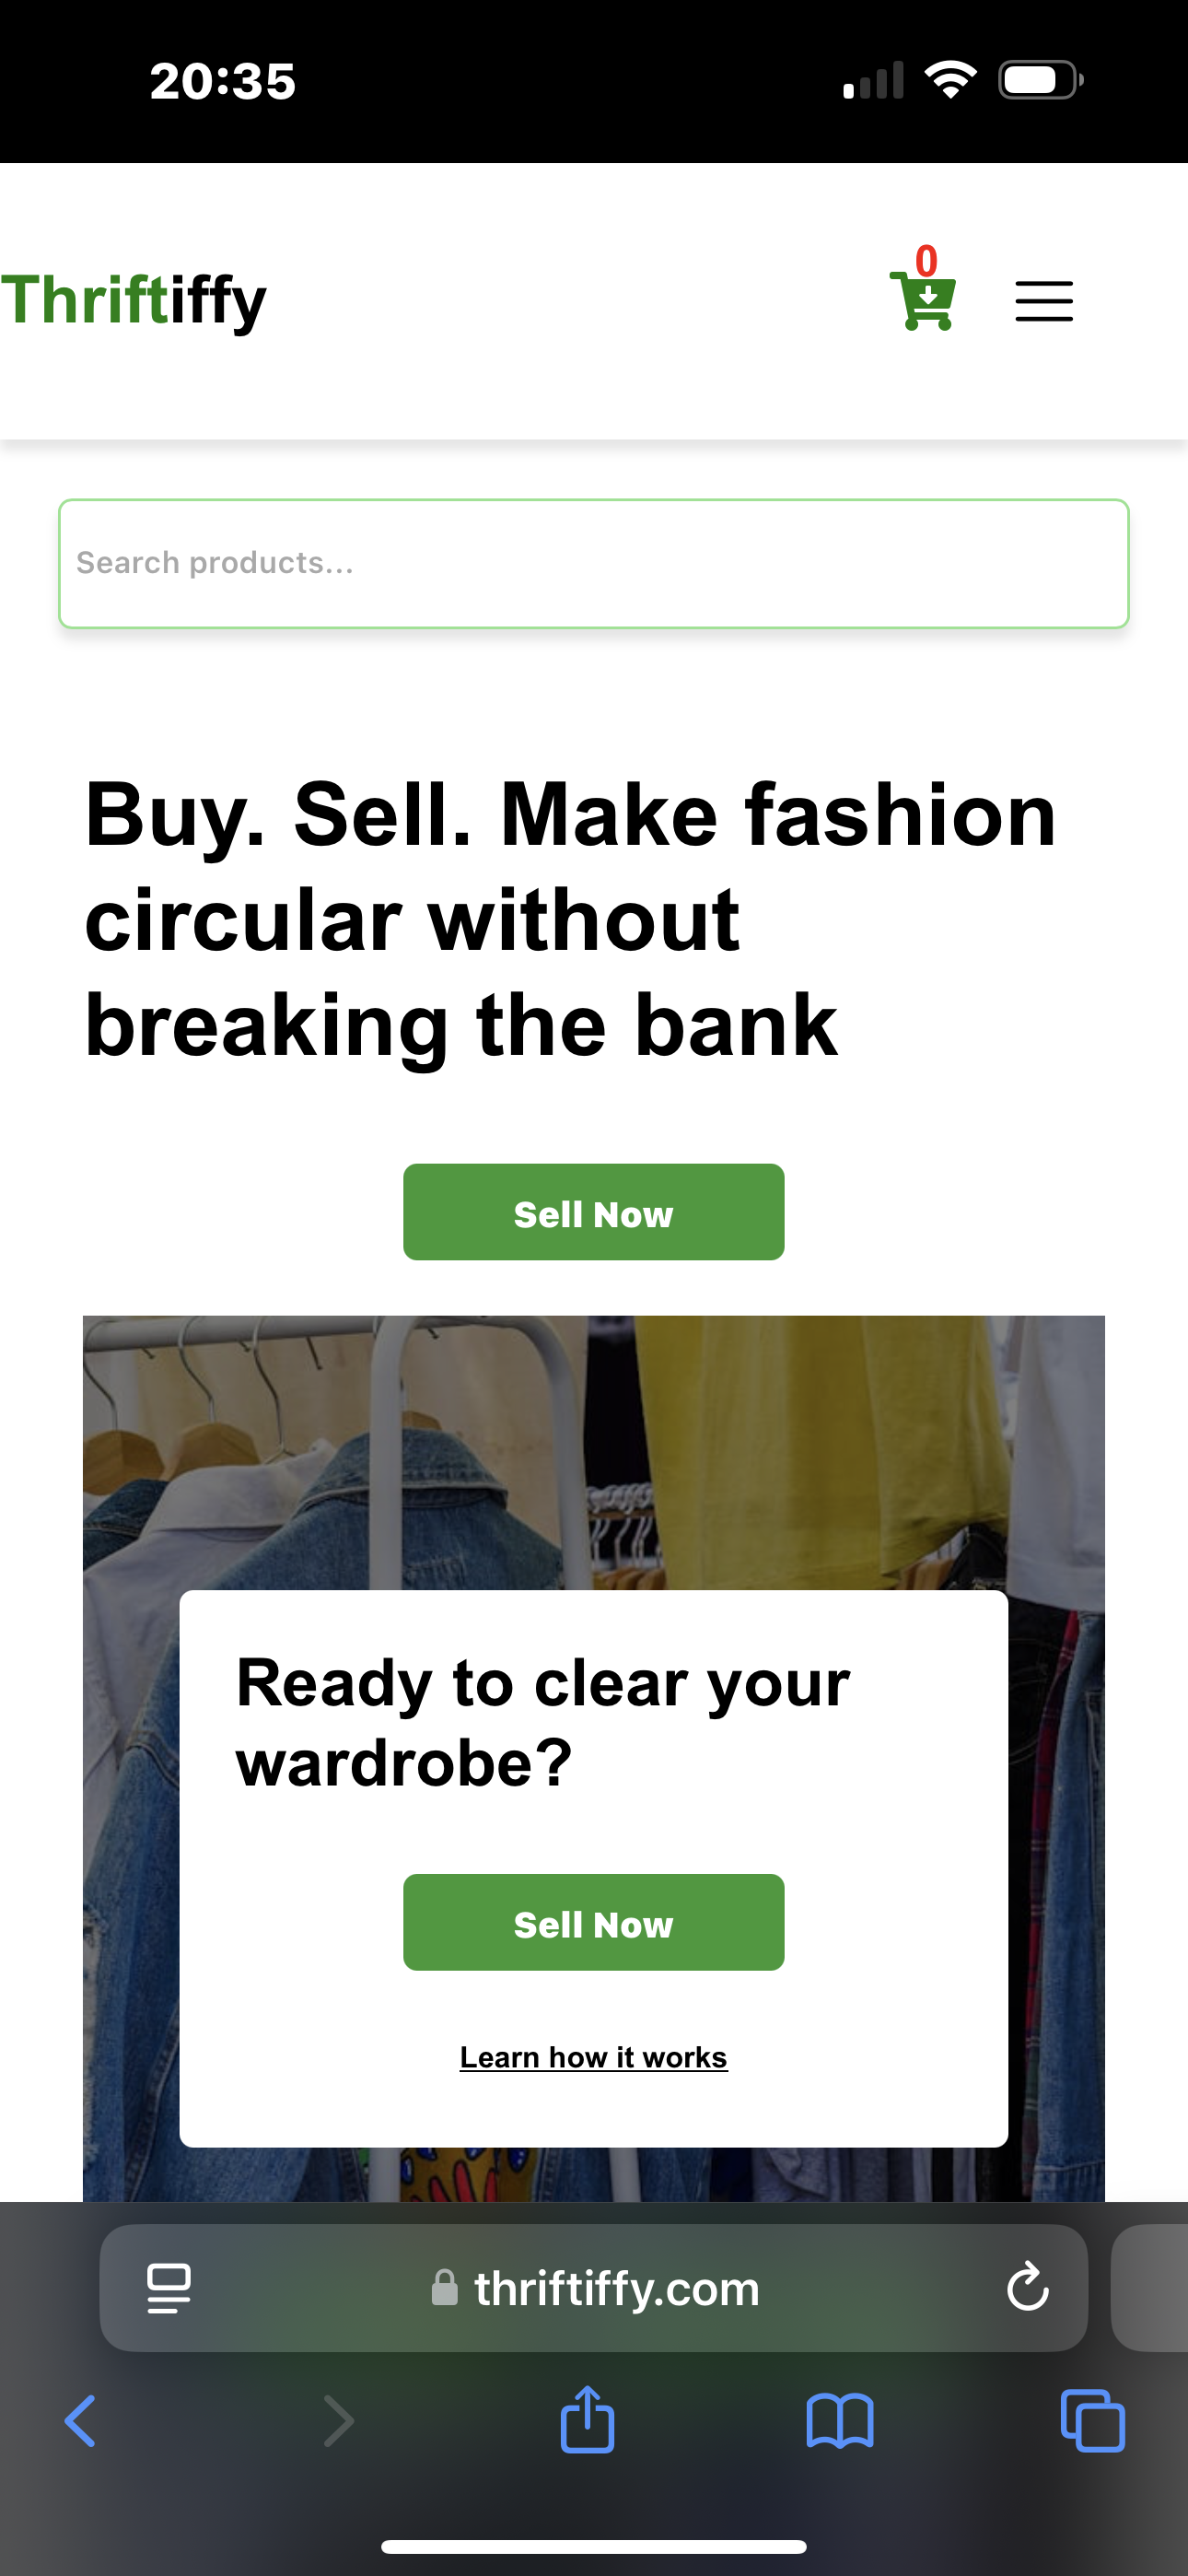 20:35
Thriftiffy
0
Search products...
Buy. Sell. Make fashion
circular without
breaking the bank
Sell Now
Ready to clear your
wardrobe?
Sell Now
Learn how it works
thriftiffy.com